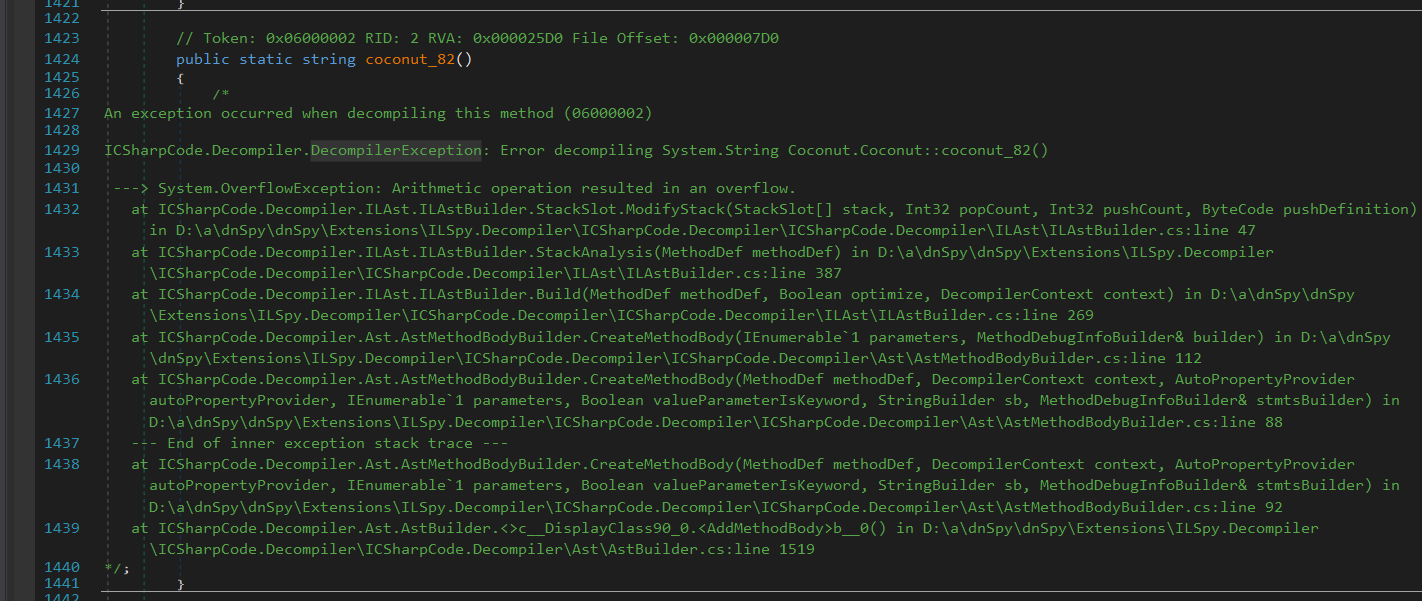 1421 }
1422
1423 // Token: 0x06000002 RID: 2 RVA: 0x000025D0 File Offset: 0x000007D0
1424 public static string coconut_82()
1425 {
1426 /*
1427 An exception occurred when decompiling this method (06000002)
1428
1429 ICSharpCode.Decompiler.DecompilerException: Error decompiling System.String Coconut.Coconut::coconut_82()
1430
1431 ---> System.OverflowException: Arithmetic operation resulted in an overflow.
1432 at ICSharpCode.Decompiler.ILAst.ILAstBuilder.StackSlot.ModifyStack(StackSlot[] stack, Int32 popCount, Int32 pushCount, ByteCode pushDefinition)
in D:\a\dnSpy\dnSpy\Extensions\ILSpy.Decompiler\ICSharpCode.Decompiler\ICSharpCode.Decompiler\ILAst\ILAstBuilder.cs:line 47
1433 at ICSharpCode.Decompiler.ILAst.ILAstBuilder.StackAnalysis(MethodDef methodDef) in D:\a\dnSpy\dnSpy\Extensions\ILSpy.Decompiler
\ICSharpCode.Decompiler\ICSharpCode.Decompiler\ILAst\ILAstBuilder.cs:line 387
1434 at ICSharpCode.Decompiler.ILAst.ILAstBuilder.Build(MethodDef methodDef, Boolean optimize, DecompilerContext context) in D:\a\dnSpy\dnSpy
\Extensions\ILSpy.Decompiler\ICSharpCode.Decompiler\ICSharpCode.Decompiler\ILAst\ILAstBuilder.cs:line 269
1435 at ICSharpCode.Decompiler.Ast.AstMethodBodyBuilder.CreateMethodBody(IEnumerable`1 parameters, MethodDebugInfoBuilder& builder) in D:\a\dnSpy
\dnSpy\Extensions\ILSpy.Decompiler\ICSharpCode.Decompiler\ICSharpCode.Decompiler\Ast\AstMethodBodyBuilder.cs:line 112
1436 at ICSharpCode.Decompiler.Ast.AstMethodBodyBuilder.CreateMethodBody(MethodDef methodDef, DecompilerContext context, AutoPropertyProvider
autoPropertyProvider, IEnumerable`1 parameters, Boolean valueParameterIsKeyword, StringBuilder sb, MethodDebugInfoBuilder& stmtsBuilder) in
D:\a\dnSpy\dnSpy\Extensions\ILSpy.Decompiler\ICSharpCode.Decompiler\ICSharpCode.Decompiler\Ast\AstMethodBodyBuilder.cs:line 88
1437 --- End of inner exception stack trace ---
1438 at ICSharpCode.Decompiler.Ast.AstMethodBodyBuilder.CreateMethodBody(MethodDef methodDef, DecompilerContext context, AutoPropertyProvider
autoPropertyProvider, IEnumerable`1 parameters, Boolean valueParameterIsKeyword, StringBuilder sb, MethodDebugInfoBuilder& stmtsBuilder) in
D:\a\dnSpy\dnSpy\Extensions\ILSpy.Decompiler\ICSharpCode.Decompiler\ICSharpCode.Decompiler\Ast\AstMethodBodyBuilder.cs:line 92
1439 at ICSharpCode.Decompiler.Ast.AstBuilder.<>c__DisplayClass90_0.<AddMethodBody>b__0() in D:\a\dnSpy\dnSpy\Extensions\ILSpy.Decompiler
\ICSharpCode.Decompiler\ICSharpCode.Decompiler\Ast\AstBuilder.cs:line 1519
1440 */;
1441 }
1442